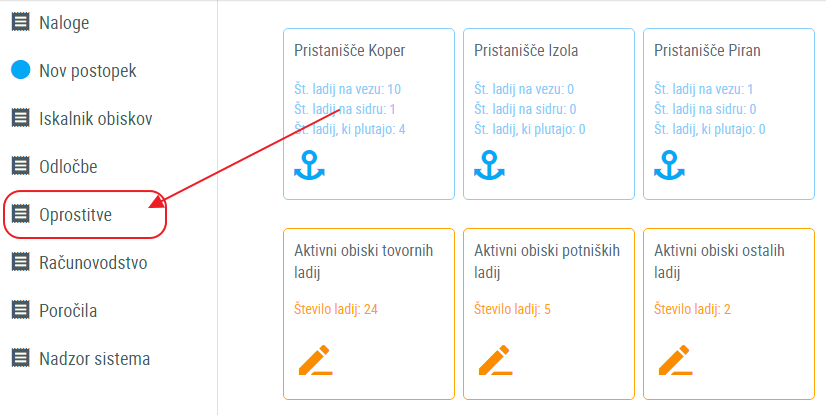 Naloge
Nov postopek
Iskalnik obiskov
Odločbe
Oprostitve
Računovodstvo
Poročila
Nadzor sistema
Pristanišče Koper
Št. ladij na vezu: 10
Št. ladij na sidru: 1
Št. ladij, ki plutajo: 4
Pristanišče Izola
Št. ladij na vezu: 0
Št. ladij na sidru: 0
Št. ladij, ki plutajo: 0
Pristanišče Piran
Št. ladij na vezu: 1
Št. ladij na sidru: 0
Št. ladij, ki plutajo: 0
Aktivni obiski tovornih
ladij
Število ladij: 24
Aktivni obiski potniških
ladij
Število ladij: 5
Aktivni obiski ostalih
ladij
Število ladij: 2